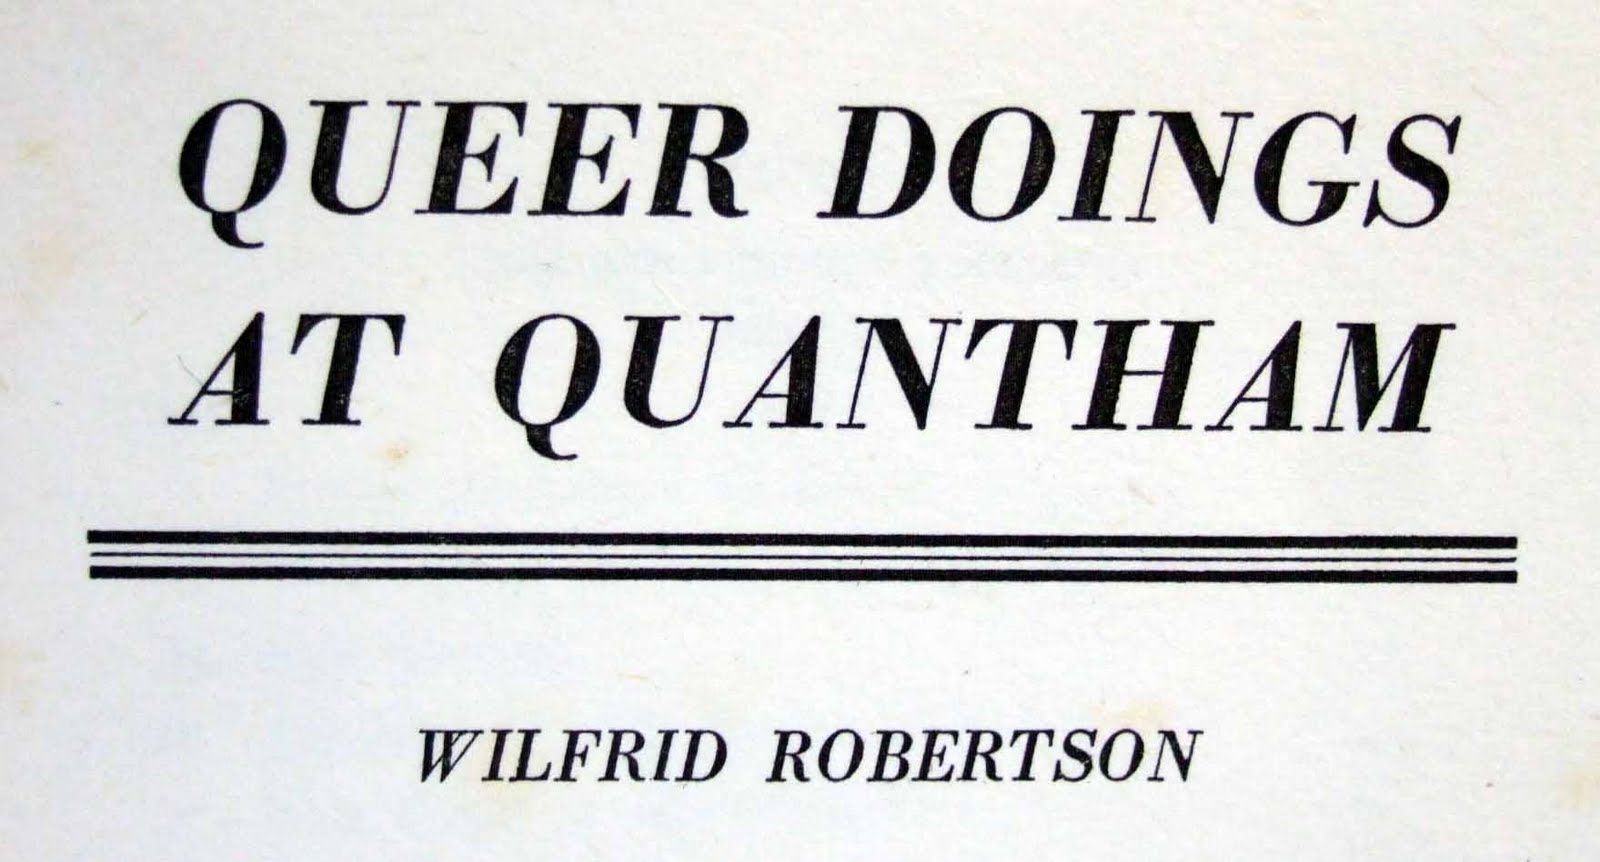 QUEER DOINGS
AT QUANTHAM
WILFRID ROBERTSON